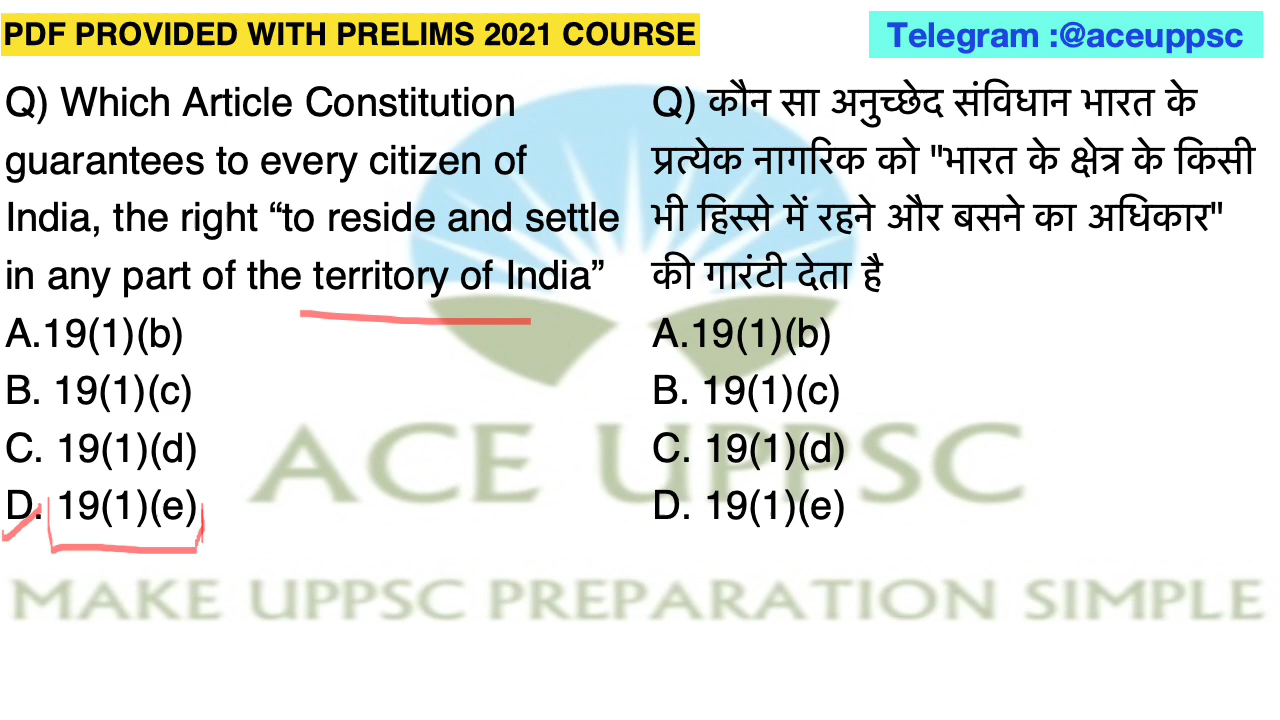 PDF PROVIDED WITH PRELIMS 2021 COURSE
Telegram :@aceuppsc
Q) Which Article Constitution
guarantees to every citizen of
India, the right “to reside and settle
in any part of the territory of India”
A.19(1)(b)
B. 19(1)(c)
C. 19(1)(d)
D. 19(1)(e)
Q) कौन सा अनुच्छेद संविधान भारत के
प्रत्येक नागरिक को "भारत के क्षेत्र के किसी
भी हिस्से में रहने और बसने का अधिकार"
की गारंटी देता है
A.19(1)(b)
B. 19(1)(c)
C. 19(1)(d)
D. 19(1)(e)
ACE UPPSC
MAKE UPPSC PREPARATION SIMPLE